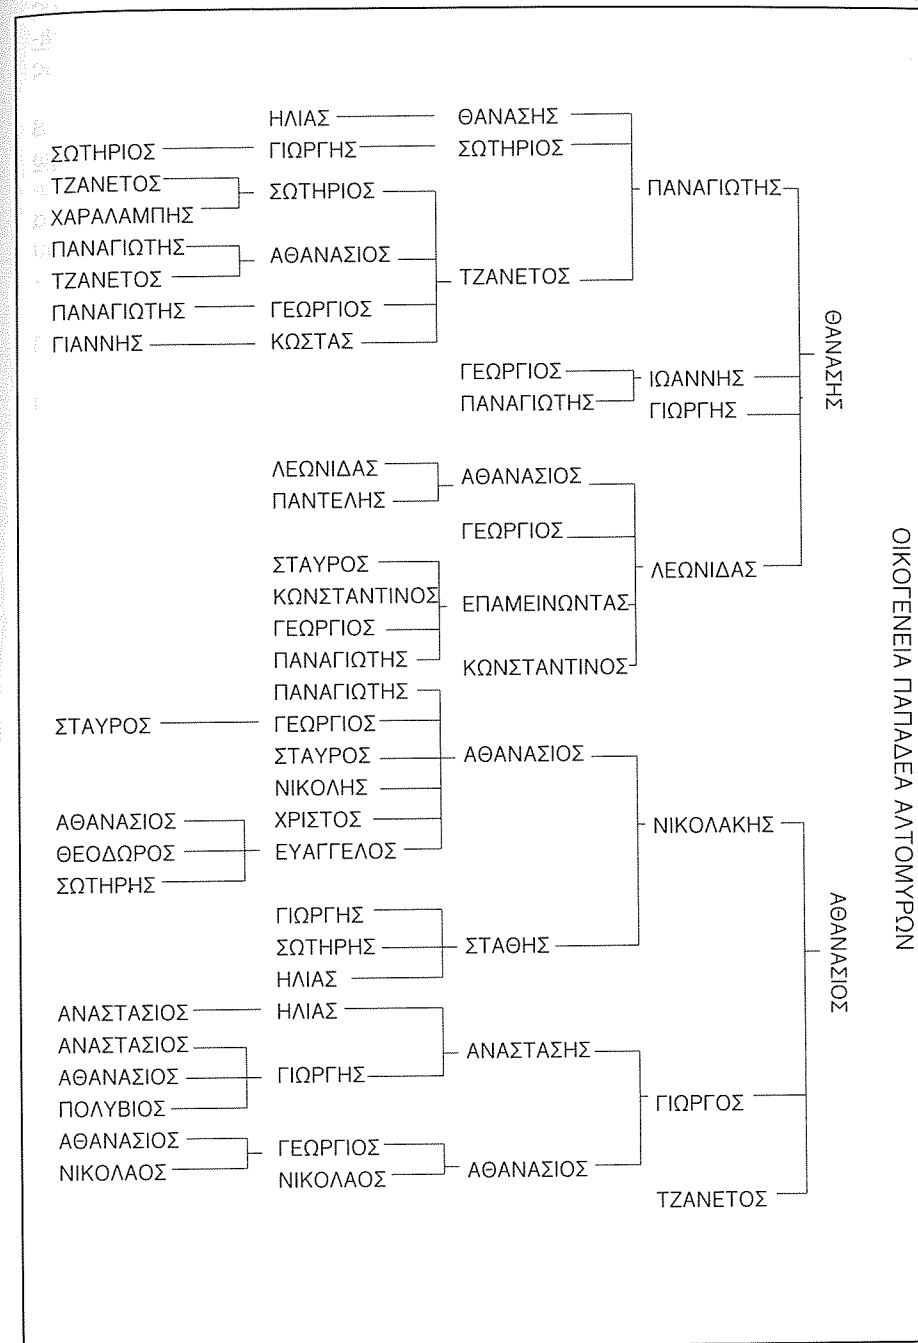 ΗΛΙΑΣ ΘΑΝΑΣΗΣ
ΣΩΤΗΡΙΟΣ ΓΙΩΡΓΗΣ ΣΩΤΗΡΙΟΣ
ΤΖΑΝΕΤΟΣ ΣΩΤΗΡΙΟΣ ΠΑΝΑΓΙΩΤΗΣ
ΧΑΡΑΛΑΜΠΗΣ
ΠΑΝΑΓΙΩΤΗΣ ΑΘΑΝΑΣΙΟΣ
ΤΖΑΝΕΤΟΣ ΤΖΑΝΕΤΟΣ
ΠΑΝΑΓΙΩΤΗΣ ΓΕΩΡΓΙΟΣ
ΓΙΑΝΝΗΣ ΚΩΣΤΑΣ
ΘΑΝΑΣΗΣ
ΓΕΩΡΓΙΟΣ ΙΩΑΝΝΗΣ
ΠΑΝΑΓΙΩΤΗΣ ΓΙΩΡΓΗΣ
ΛΕΩΝΙΔΑΣ ΑΘΑΝΑΣΙΟΣ
ΠΑΝΤΕΛΗΣ
ΓΕΩΡΓΙΟΣ
ΣΤΑΥΡΟΣ ΛΕΩΝΙΔΑΣ
ΚΩΝΣΤΑΝΤΙΝΟΣ ΕΠΑΜΕΙΝΩΝΤΑΣ
ΓΕΩΡΓΙΟΣ
ΠΑΝΑΓΙΩΤΗΣ ΚΩΝΣΤΑΝΤΙΝΟΣ
ΟΙΚΟΓΕΝΕΙΑ ΠΑΠΑΔΕΑ ΑΛΤΟΜΥΡΩΝ
ΠΑΝΑΓΙΩΤΗΣ
ΣΤΑΥΡΟΣ ΓΕΩΡΓΙΟΣ
ΣΤΑΥΡΟΣ ΑΘΑΝΑΣΙΟΣ
ΝΙΚΟΛΗΣ
ΑΘΑΝΑΣΙΟΣ ΧΡΙΣΤΟΣ ΝΙΚΟΛΑΚΗΣ
ΘΕΟΔΩΡΟΣ ΕΥΑΓΓΕΛΟΣ
ΣΩΤΗΡΗΣ
ΓΙΩΡΓΗΣ
ΣΩΤΗΡΗΣ ΣΤΑΘΗΣ
ΑΘΑΝΑΣΙΟΣ
ΗΛΙΑΣ
ΑΝΑΣΤΑΣΙΟΣ ΗΛΙΑΣ
ΑΝΑΣΤΑΣΙΟΣ ΑΝΑΣΤΑΣΗΣ
ΑΘΑΝΑΣΙΟΣ ΓΙΩΡΓΗΣ
ΠΟΛΥΒΙΟΣ ΓΙΩΡΓΟΣ
ΑΘΑΝΑΣΙΟΣ ΓΕΩΡΓΙΟΣ
ΝΙΚΟΛΑΟΣ ΝΙΚΟΛΑΟΣ ΑΘΑΝΑΣΙΟΣ
ΤΖΑΝΕΤΟΣ